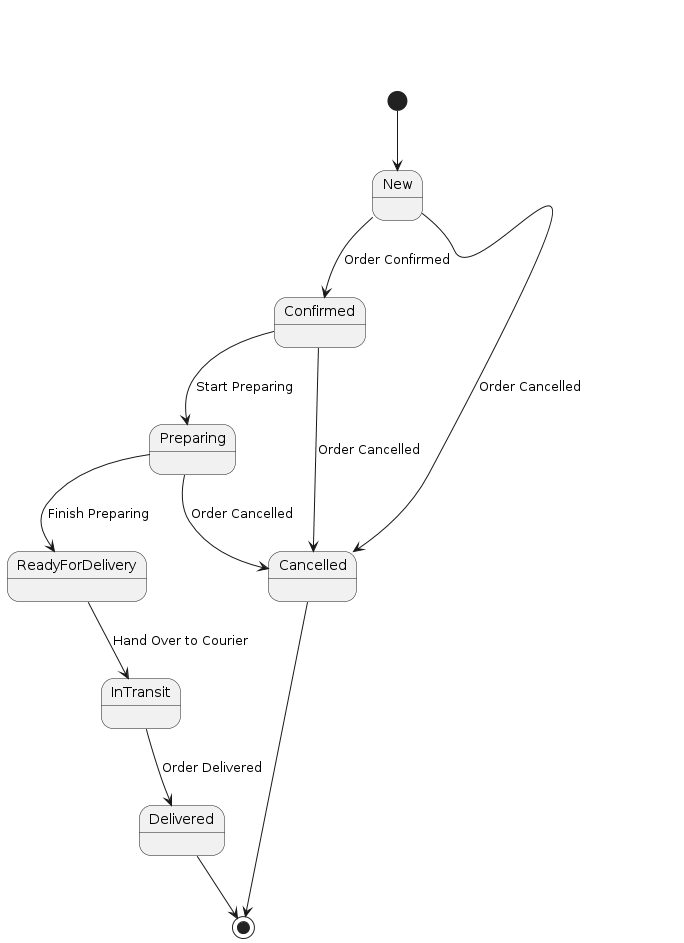 New
Order Confirmed
Confirmed
Start Preparing
Order Cancelled
Preparing
Order Cancelled
Finish Preparing
Order Cancelled
ReadyForDelivery
Cancelled
Hand Over to Courier
InTransit
Order Delivered
Delivered